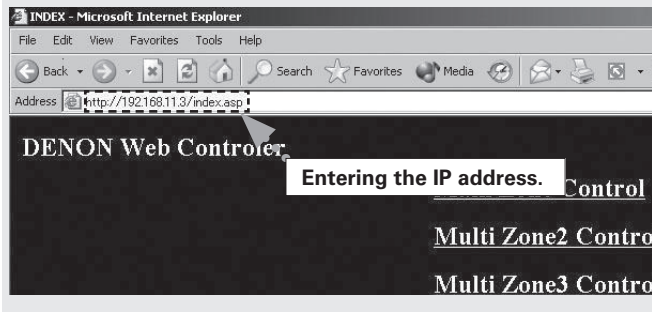 INDEX - Microsoft Internet Explorer
File Edit View Favorites Tools Help
Back Search Favorites Media
Address http://192.168.11.3/index.asp
DENON Web Controler
Entering the IP address.
Control
Multi Zone2 Contro
Multi Zone3 Contro